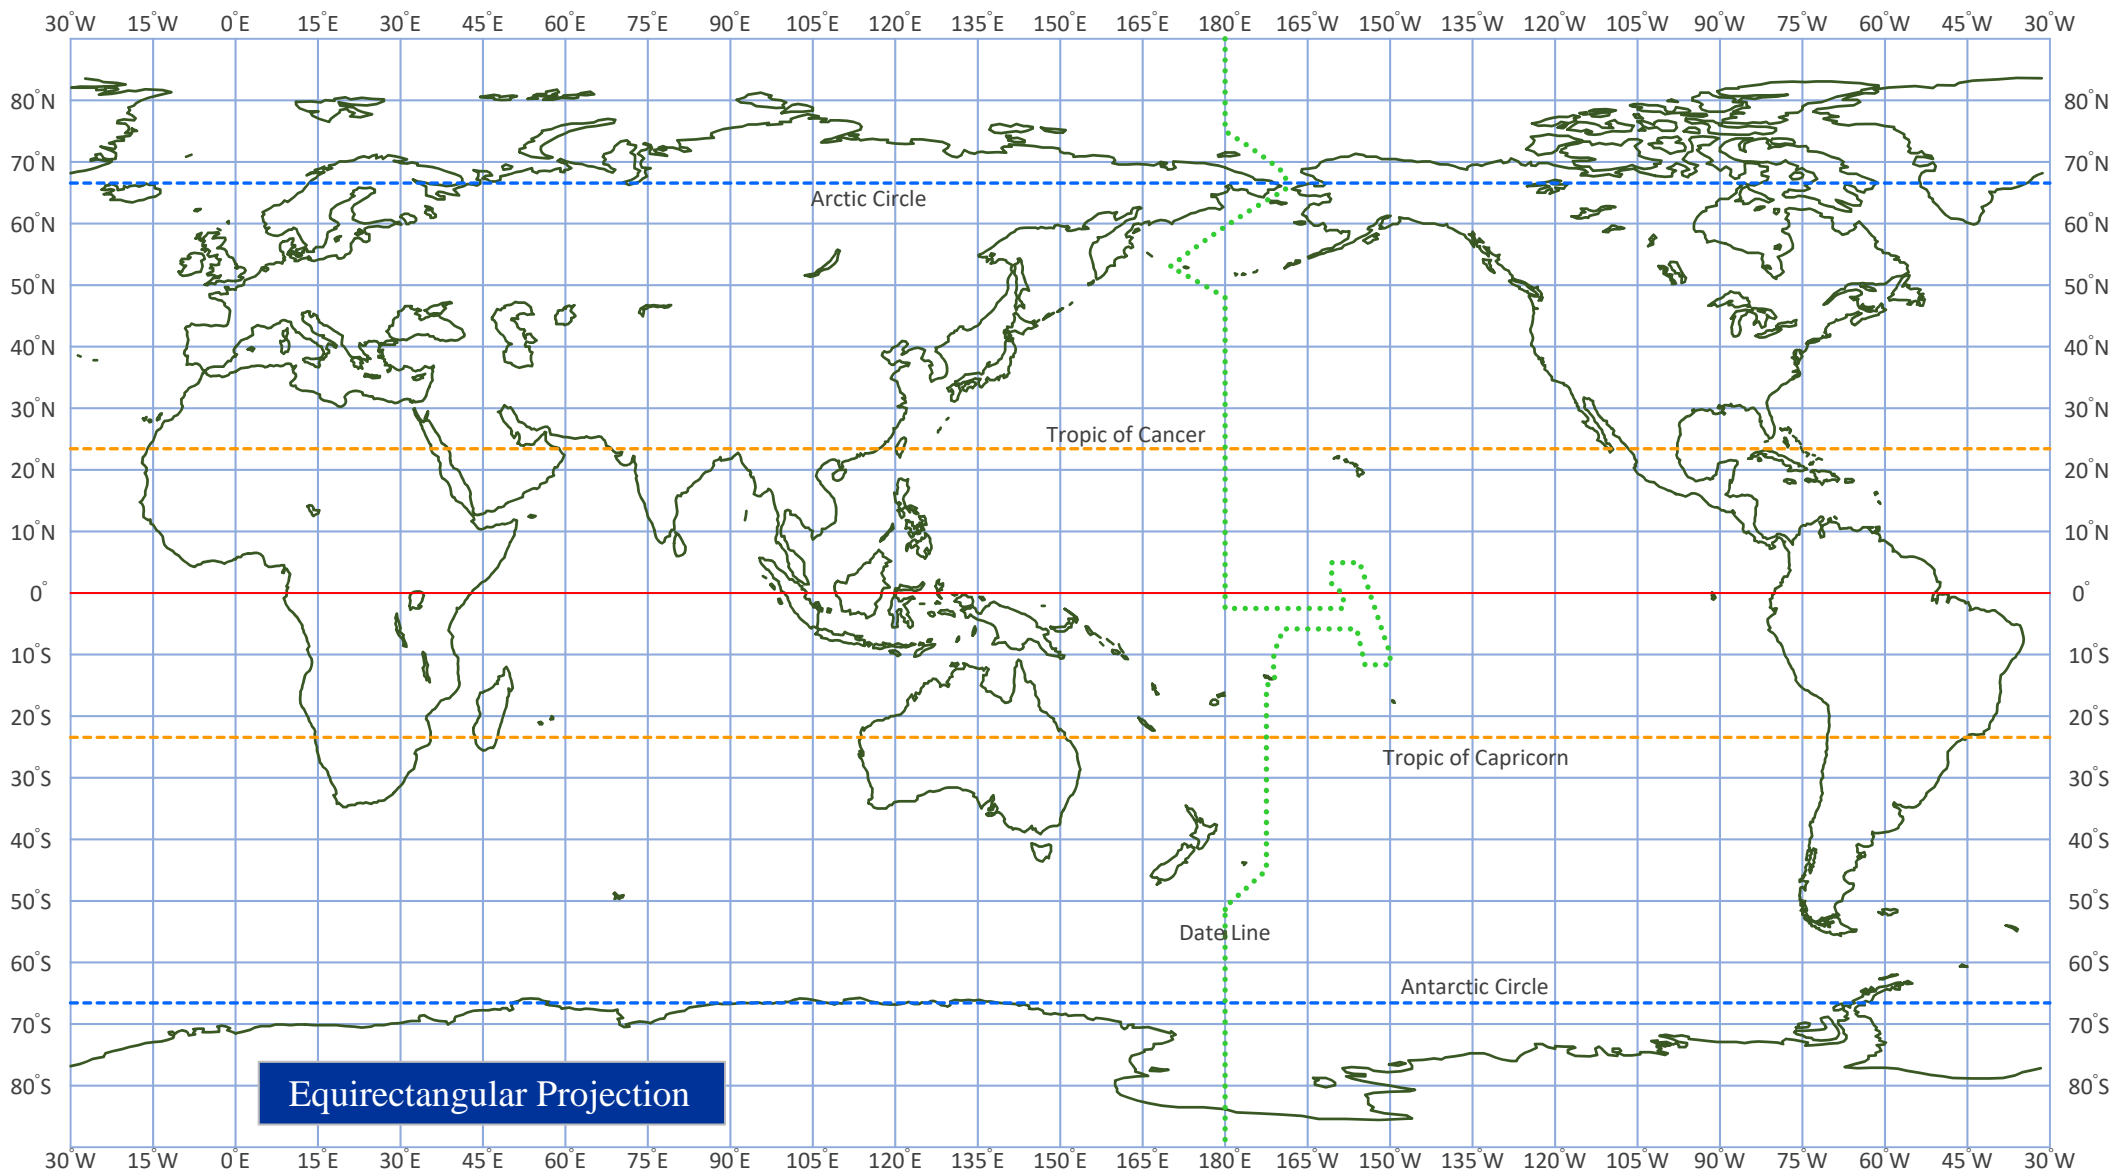 30°W 15°W 0°E 15°E 30°E 45°E 60°E 75°E 90°E 105°E 120°E 135°E 150°E 165°E 180°E 165°W 150°W 135°W 120°W 105°W 90°W 75°W 60°W 45°W 30°W
80°N 80°N
70°N 70°N
Arctic Circle
60°N 60°N
50°N 50°N
40°N 40°N
30°N 30°N
Tropic of Cancer
20°N 20°N
10°N 10°N
0° 0°
10°S 10°S
20°S 20°S
Tropic of Capricorn
30°S 30°S
40°S 40°S
50°S 50°S
Date Line
60°S 60°S
Antarctic Circle
70°S 70°S
80°S 80°S
Equirectangular Projection
30°W 15°W 0°E 15°E 30°E 45°E 60°E 75°E 90°E 105°E 120°E 135°E 150°E 165°E 180°E 165°W 150°W 135°W 120°W 105°W 90°W 75°W 60°W 45°W 30°W